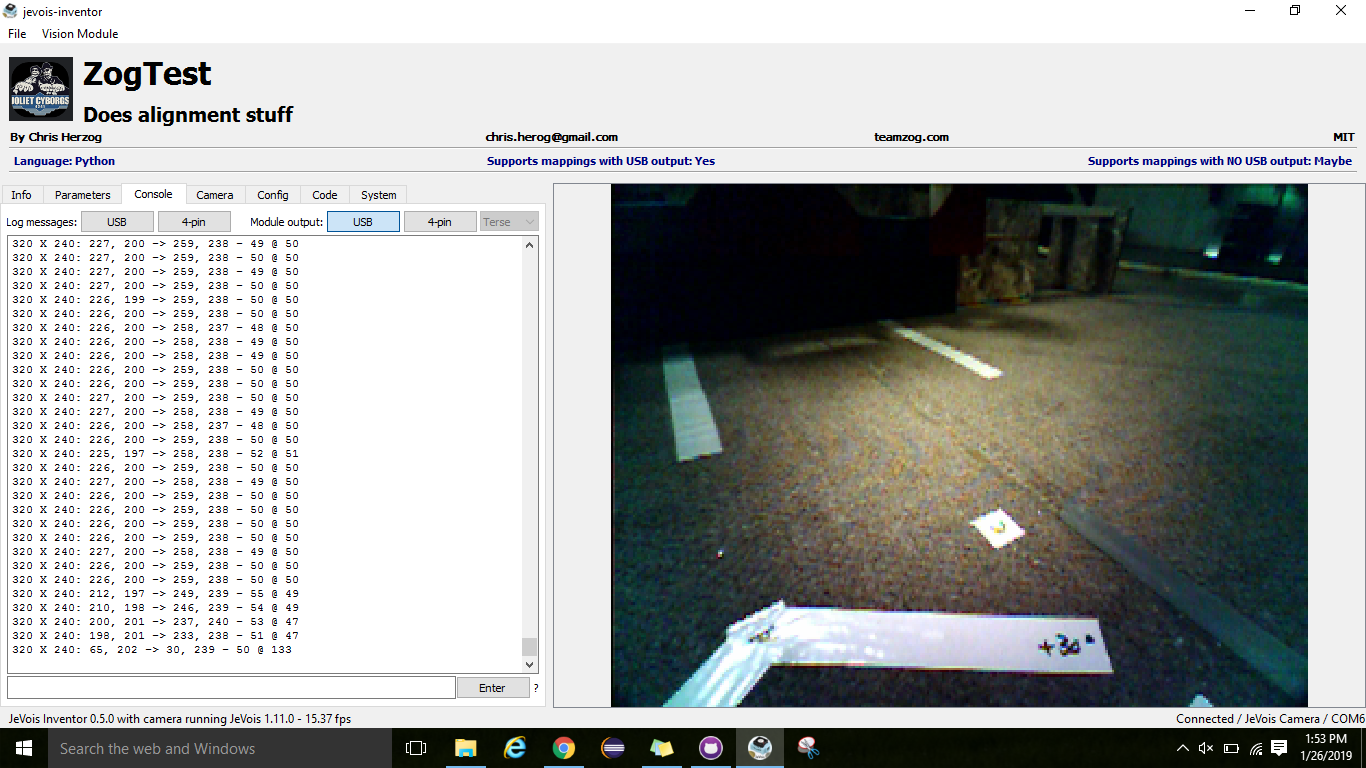 jevois-inventor
File Vision Module
JOLIET CYBORGS
ZogTest
Does alignment stuff
By Chris Herzog chris.herog@gmail.com teamzog.com MIT
Language: Python Supports mappings with USB output: Yes Supports mappings with NO USB output: Maybe
Info Parameters Console Camera Config Code System
Log messages: USB 4-pin Module output: USB 4-pin Terse
320 X 240: 227, 200 -> 259, 238 - 49 @ 50
320 X 240: 227, 200 -> 259, 238 - 50 @ 50
320 X 240: 227, 200 -> 259, 238 - 49 @ 50
320 X 240: 227, 200 -> 259, 238 - 50 @ 50
320 X 240: 226, 199 -> 259, 238 - 50 @ 50
320 X 240: 226, 200 -> 259, 238 - 50 @ 50
320 X 240: 226, 200 -> 258, 237 - 48 @ 50
320 X 240: 226, 200 -> 258, 238 - 49 @ 50
320 X 240: 226, 200 -> 258, 238 - 49 @ 50
320 X 240: 226, 200 -> 259, 238 - 50 @ 50
320 X 240: 226, 200 -> 259, 238 - 50 @ 50
320 X 240: 227, 200 -> 259, 238 - 50 @ 50
320 X 240: 227, 200 -> 258, 238 - 49 @ 50
320 X 240: 226, 200 -> 258, 237 - 48 @ 50
320 X 240: 226, 200 -> 259, 238 - 50 @ 50
320 X 240: 225, 197 -> 258, 238 - 52 @ 51
320 X 240: 226, 200 -> 259, 238 - 50 @ 50
320 X 240: 227, 200 -> 258, 238 - 49 @ 50
320 X 240: 226, 200 -> 259, 238 - 50 @ 50
320 X 240: 226, 200 -> 259, 238 - 50 @ 50
320 X 240: 226, 200 -> 259, 238 - 50 @ 50
320 X 240: 226, 200 -> 259, 238 - 50 @ 50
320 X 240: 227, 200 -> 258, 238 - 49 @ 50
320 X 240: 226, 200 -> 259, 238 - 50 @ 50
320 X 240: 226, 200 -> 259, 238 - 50 @ 50
320 X 240: 212, 197 -> 249, 239 - 55 @ 49
320 X 240: 210, 198 -> 246, 239 - 54 @ 49
320 X 240: 200, 201 -> 237, 240 - 53 @ 47
320 X 240: 198, 201 -> 233, 238 - 51 @ 47
320 X 240: 65, 202 -> 30, 239 - 50 @ 133
+30°
Enter ?
JeVois Inventor 0.5.0 with camera running JeVois 1.11.0 - 15.37 fps Connected / JeVois Camera / COM6
Search the web and Windows
1:53 PM
1/26/2019